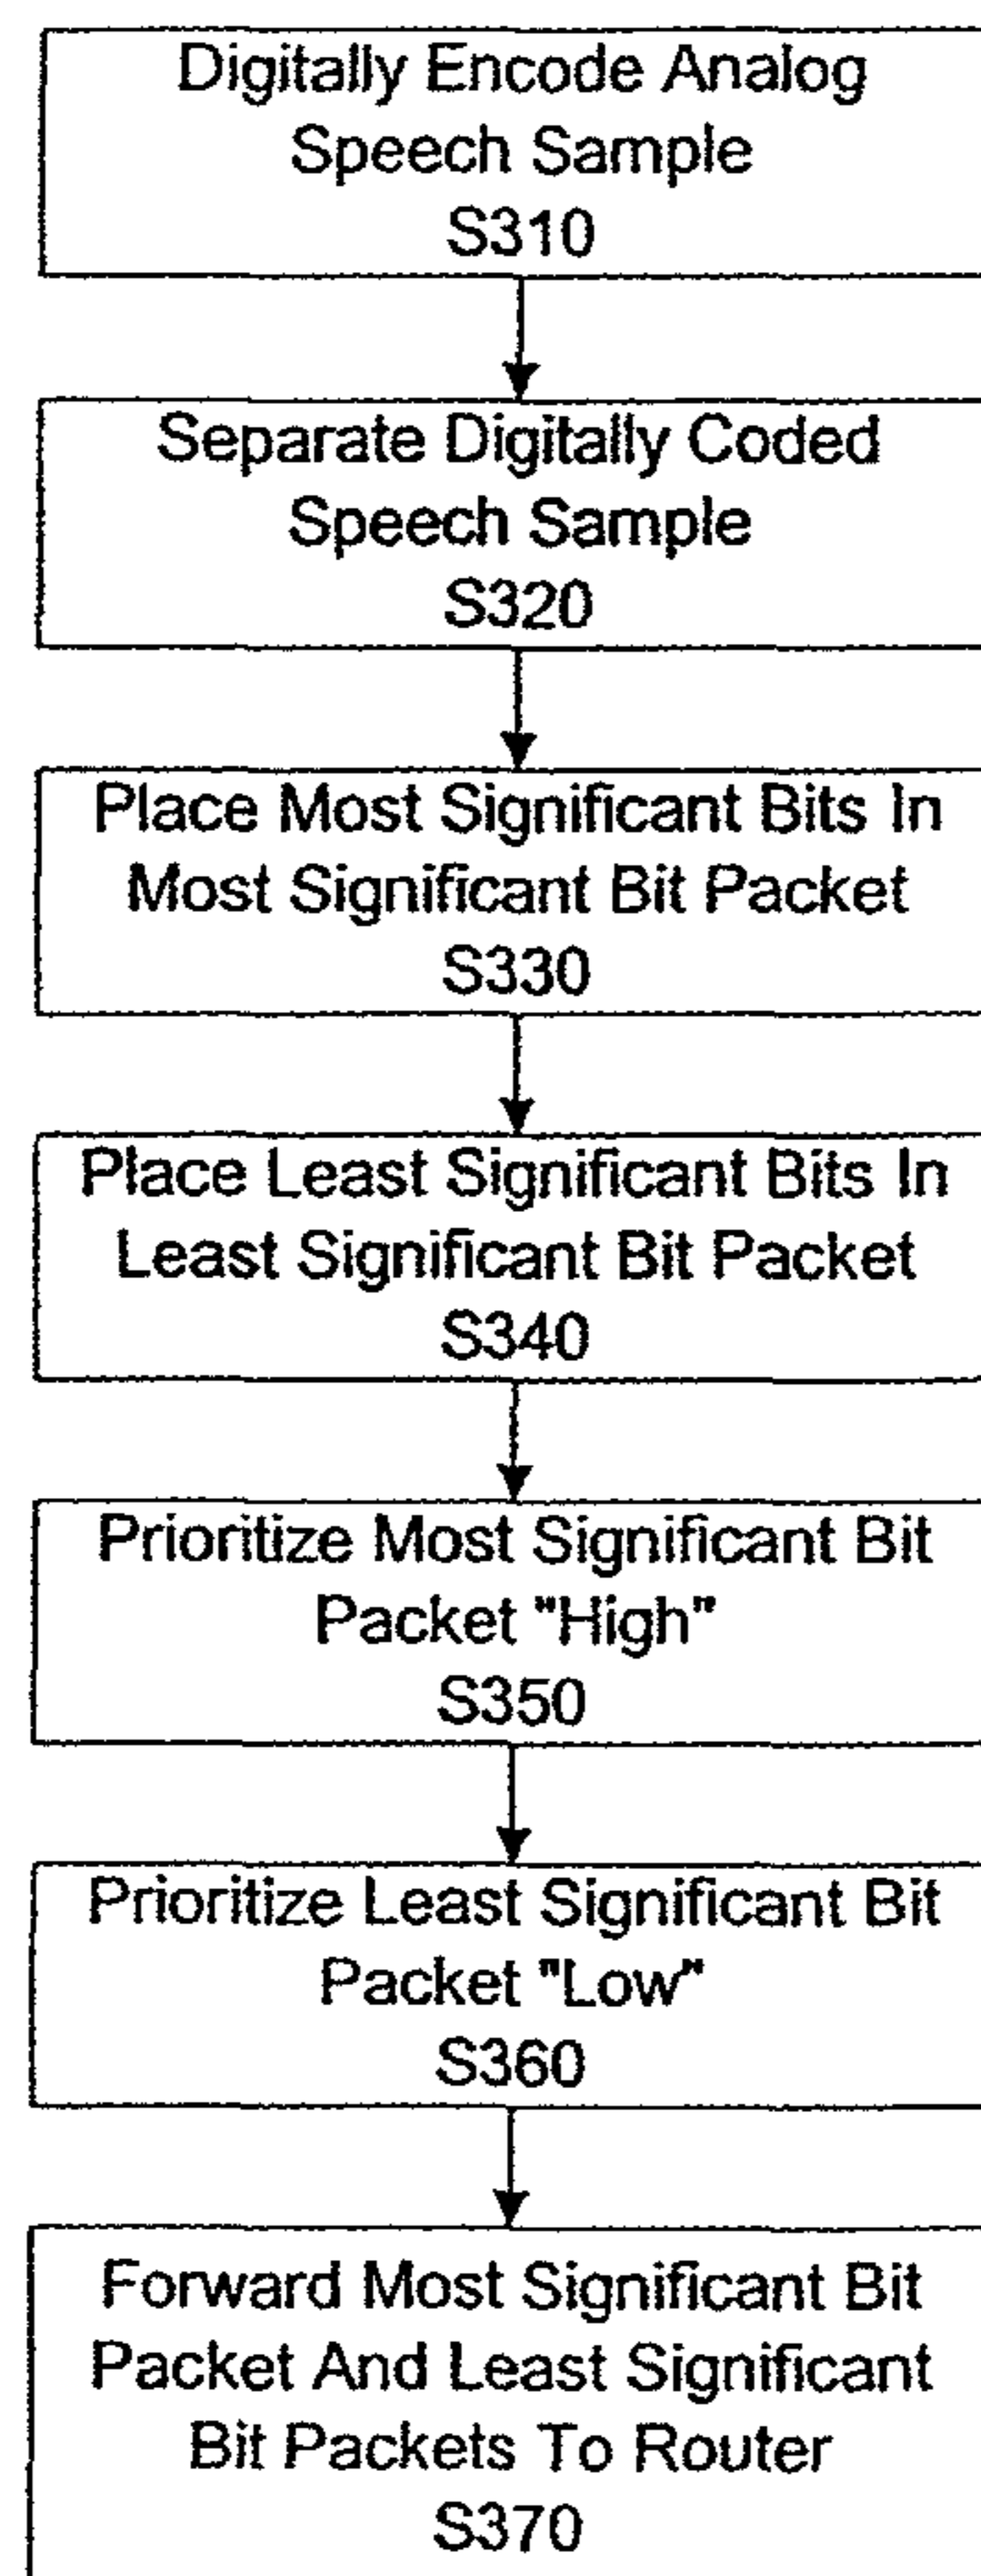 Digitally Encode Analog
Speech Sample
S310
Separate Digitally Coded
Speech Sample
S320
Place Most Significant Bits In
Most Significant Bit Packet
S330
Place Least Significant Bits In
Least Significant Bit Packet
S340
Prioritize Most Significant Bit
Packet "High"
S350
Prioritize Least Significant Bit
Packet "Low"
S360
Forward Most Significant Bit
Packet And Least Significant
Bit Packets To Router
S370